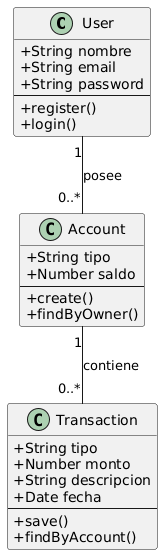 C User
+String nombre
+String email
+String password
+register()
+login()
1
posee
0..*
C Account
+String tipo
+Number saldo
+create()
+findByOwner()
1
contiene
0..*
C Transaction
+String tipo
+Number monto
+String descripcion
+Date fecha
+save()
+findByAccount()